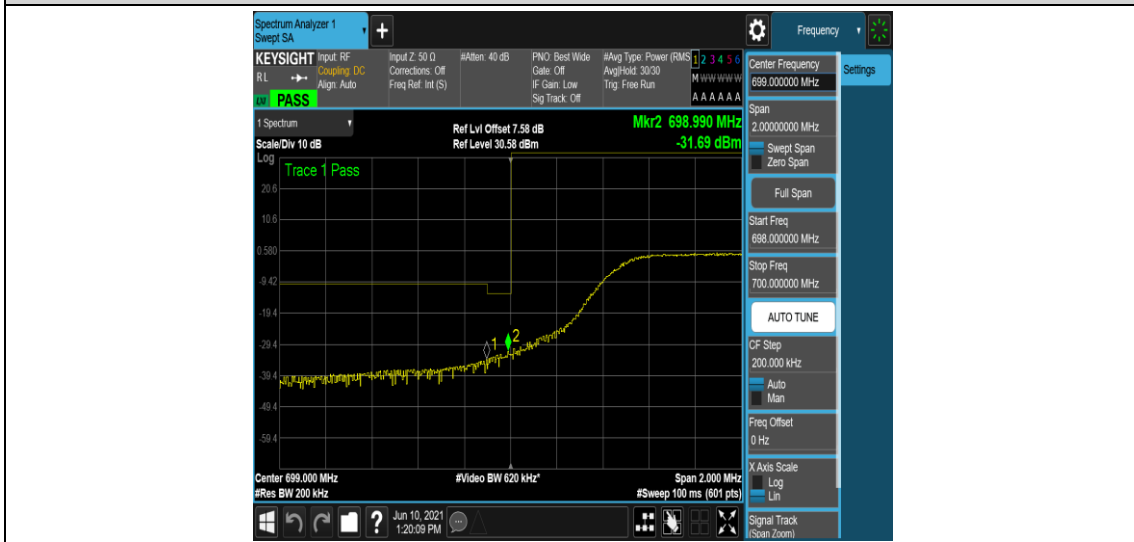 Spectrum Analyzer 1
Swept SA
+
Frequency
KEYSIGHT
RL
PASS
Input: RF
Coupling: DC
Align: Auto
Input Z: 50 Ω
Corrections: Off
Freq Ref: Int (S)
#Atten: 40 dB
PNO: Best Wide
Gate: Off
IF Gain: Low
Sig Track: Off
#Avg Type: Power (RMS
Avg|Hold: 30/30
Trig: Free Run
1 2 3 4 5 6
M W W W W W
A A A A A A
Center Frequency
699.000000 MHz
Settings
1 Spectrum
Scale/Div 10 dB
Ref Lvl Offset 7.58 dB
Ref Level 30.58 dBm
Mkr2 698.990 MHz
-31.69 dBm
Log
Trace 1 Pass
20.6
10.6
0.580
-9.42
-19.4
-29.4
-39.4
-49.4
-59.4
1
2
Center 699.000 MHz
#Res BW 200 kHz
#Video BW 620 kHz*
Span 2.000 MHz
#Sweep 100 ms (601 pts)
Span
2.00000000 MHz
Swept Span
Zero Span
Full Span
Start Freq
698.000000 MHz
Stop Freq
700.000000 MHz
AUTO TUNE
CF Step
200.000 kHz
Auto
Man
Freq Offset
0 Hz
X Axis Scale
Log
Lin
Signal Track
(Span Zoom)
?
Jun 10, 2021
1:20:09 PM